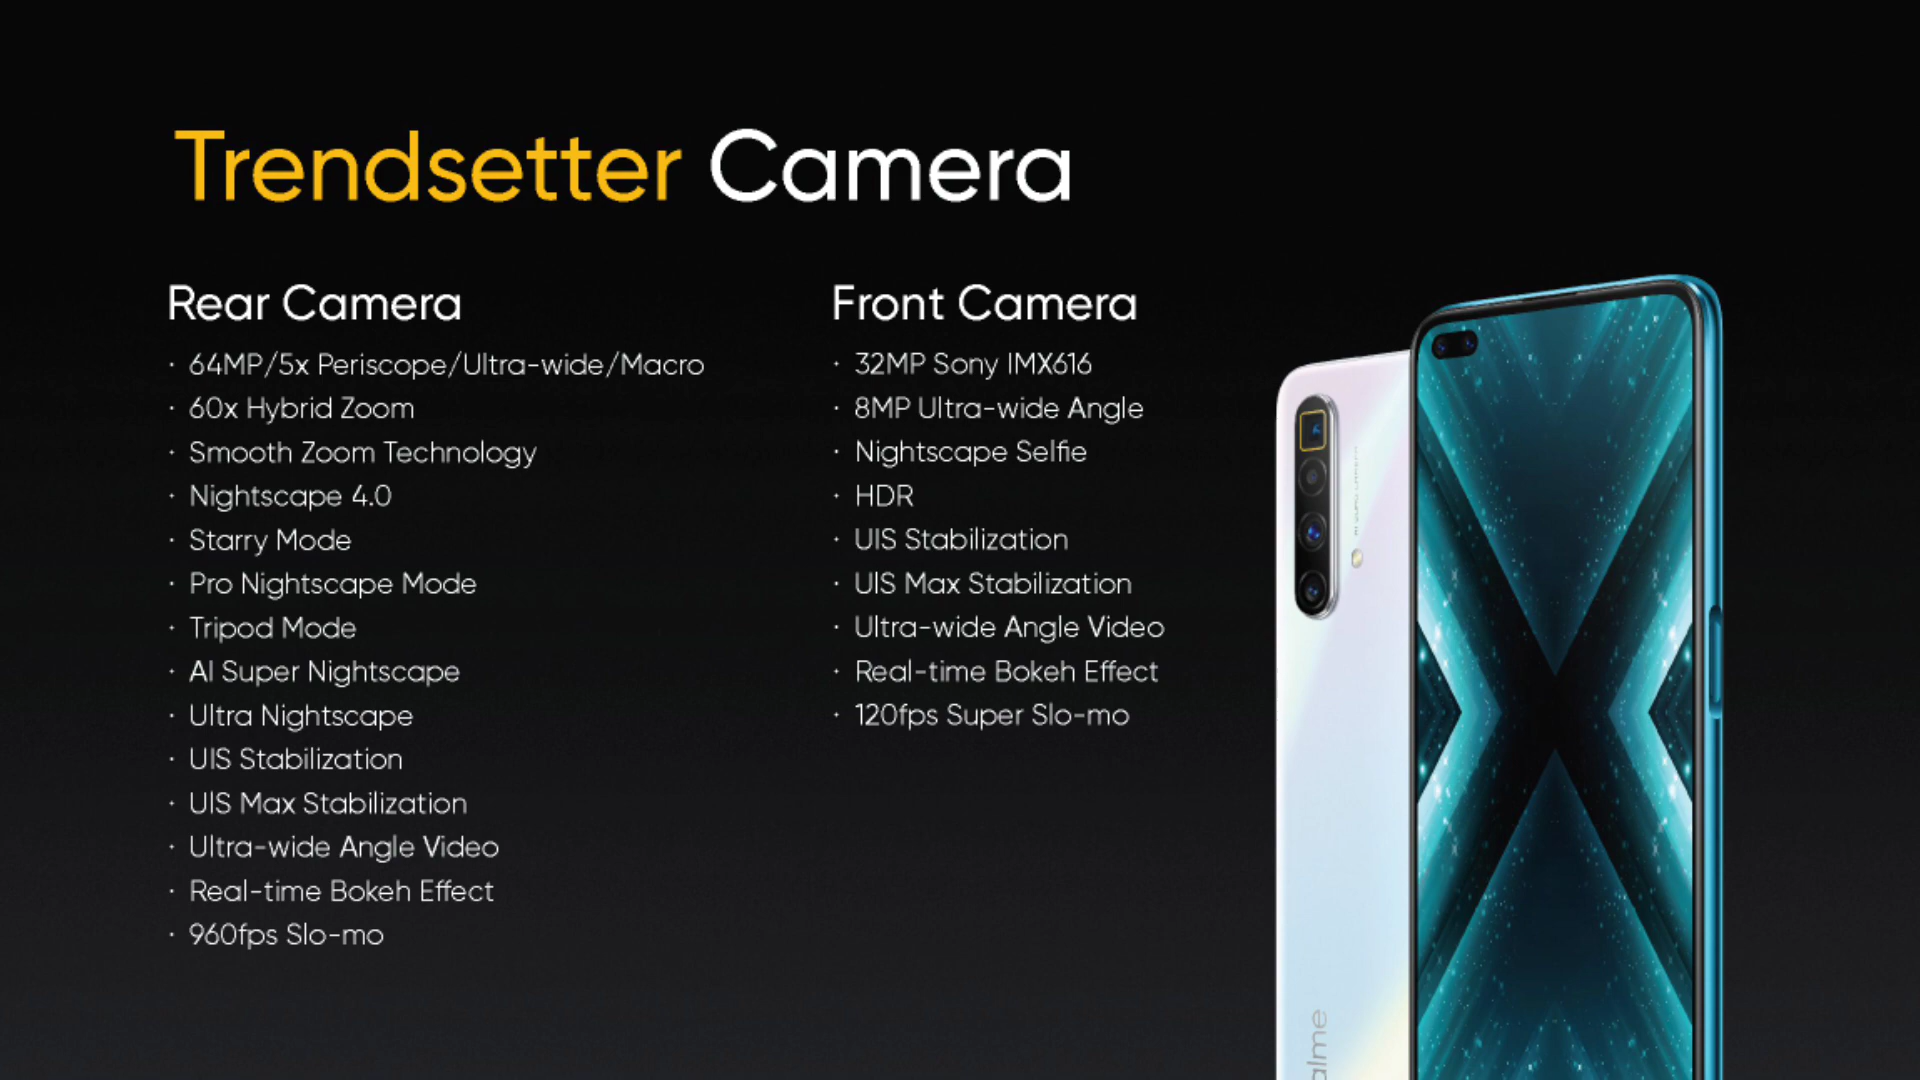 Trendsetter Camera
Rear Camera
· 64MP/5x Periscope/Ultra-wide/Macro
· 60x Hybrid Zoom
· Smooth Zoom Technology
· Nightscape 4.0
· Starry Mode
· Pro Nightscape Mode
· Tripod Mode
· AI Super Nightscape
· Ultra Nightscape
· UIS Stabilization
· UIS Max Stabilization
· Ultra-wide Angle Video
· Real-time Bokeh Effect
· 960fps Slo-mo
Front Camera
· 32MP Sony IMX616
· 8MP Ultra-wide Angle
· Nightscape Selfie
· HDR
· UIS Stabilization
· UIS Max Stabilization
· Ultra-wide Angle Video
· Real-time Bokeh Effect
· 120fps Super Slo-mo
alme